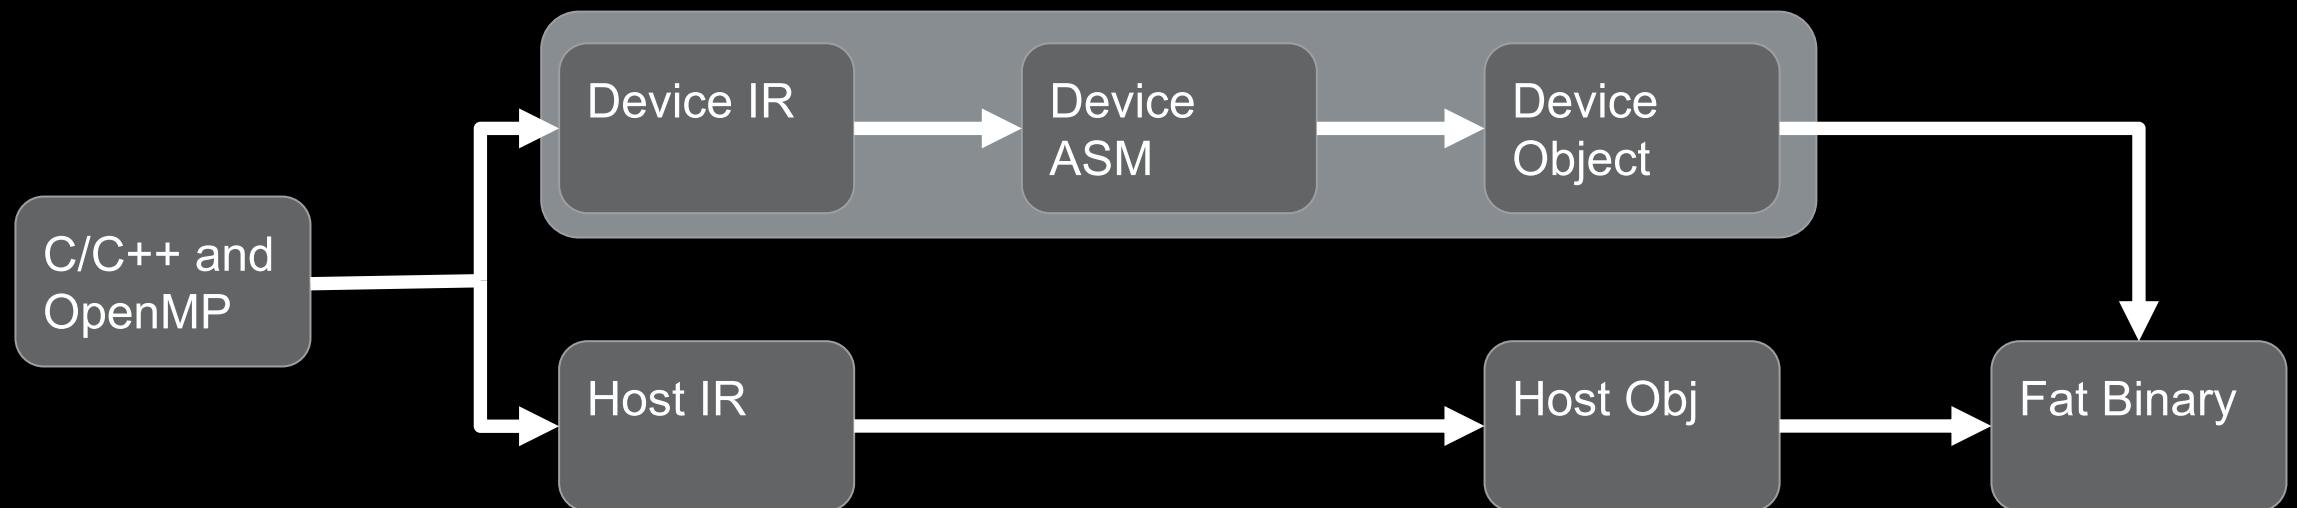 Device IR
Device
ASM
Device
Object
C/C++ and
OpenMP
Host IR
Host Obj
Fat Binary